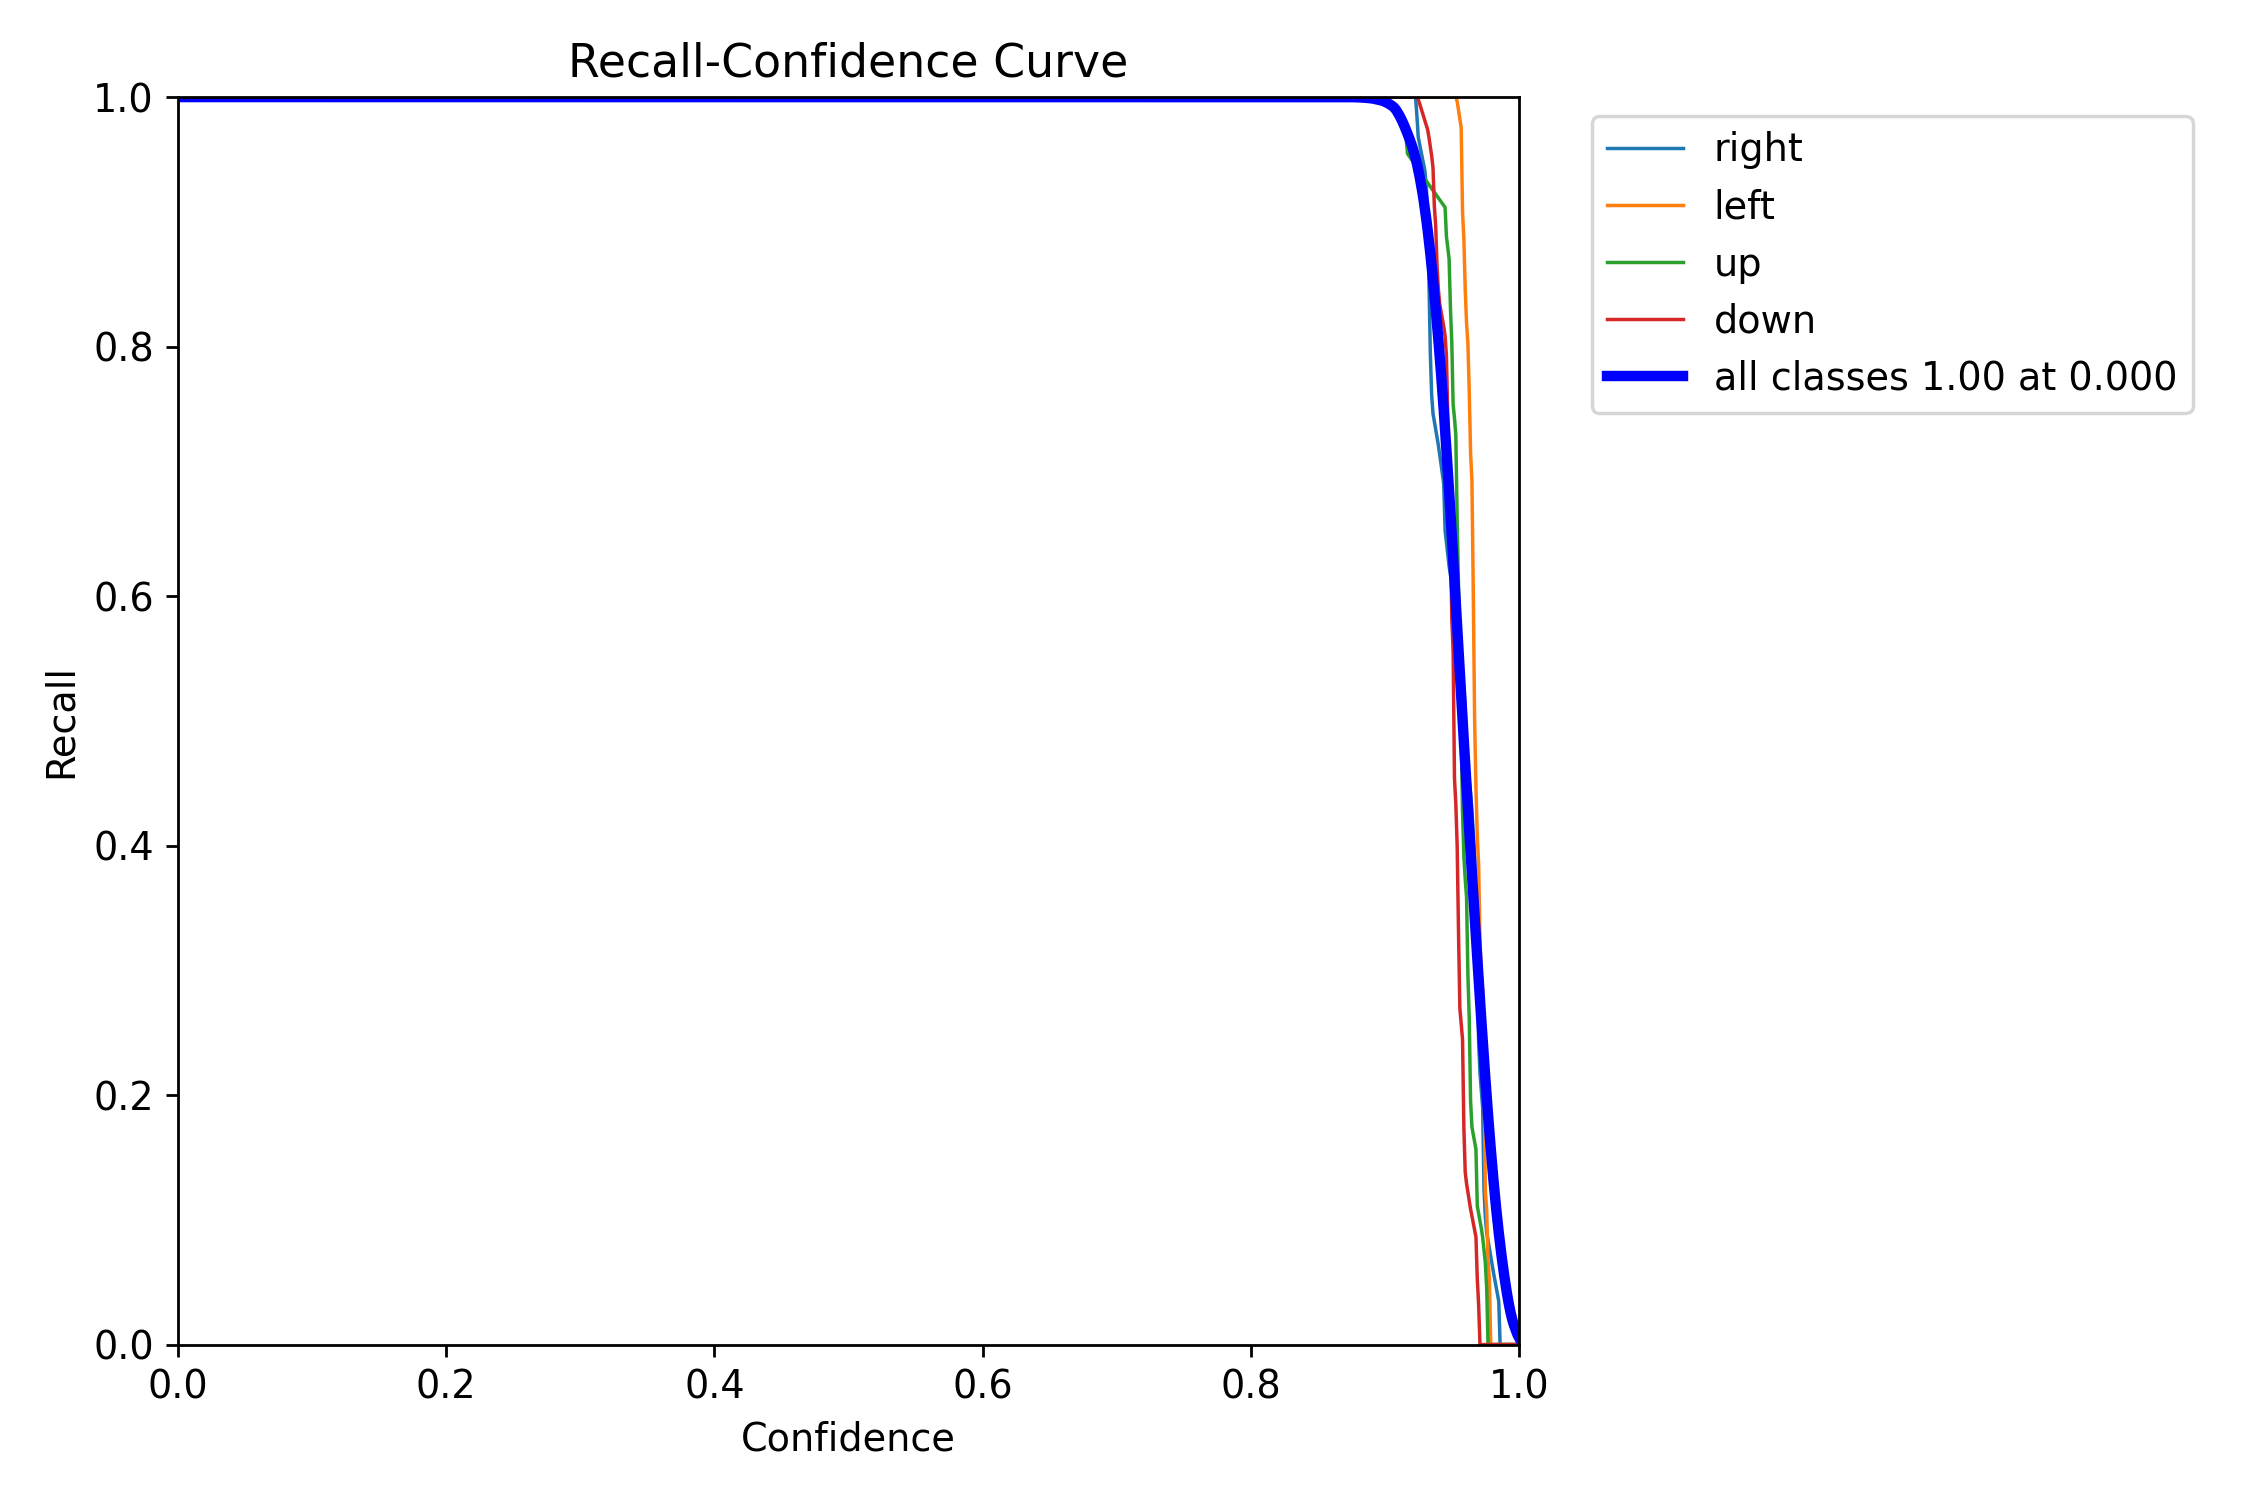 Recall-Confidence Curve
1.0
0.8
0.6
0.4
0.2
0.0
Recall
0.0 0.2 0.4 0.6 0.8 1.0
Confidence
right
left
up
down
all classes 1.00 at 0.000